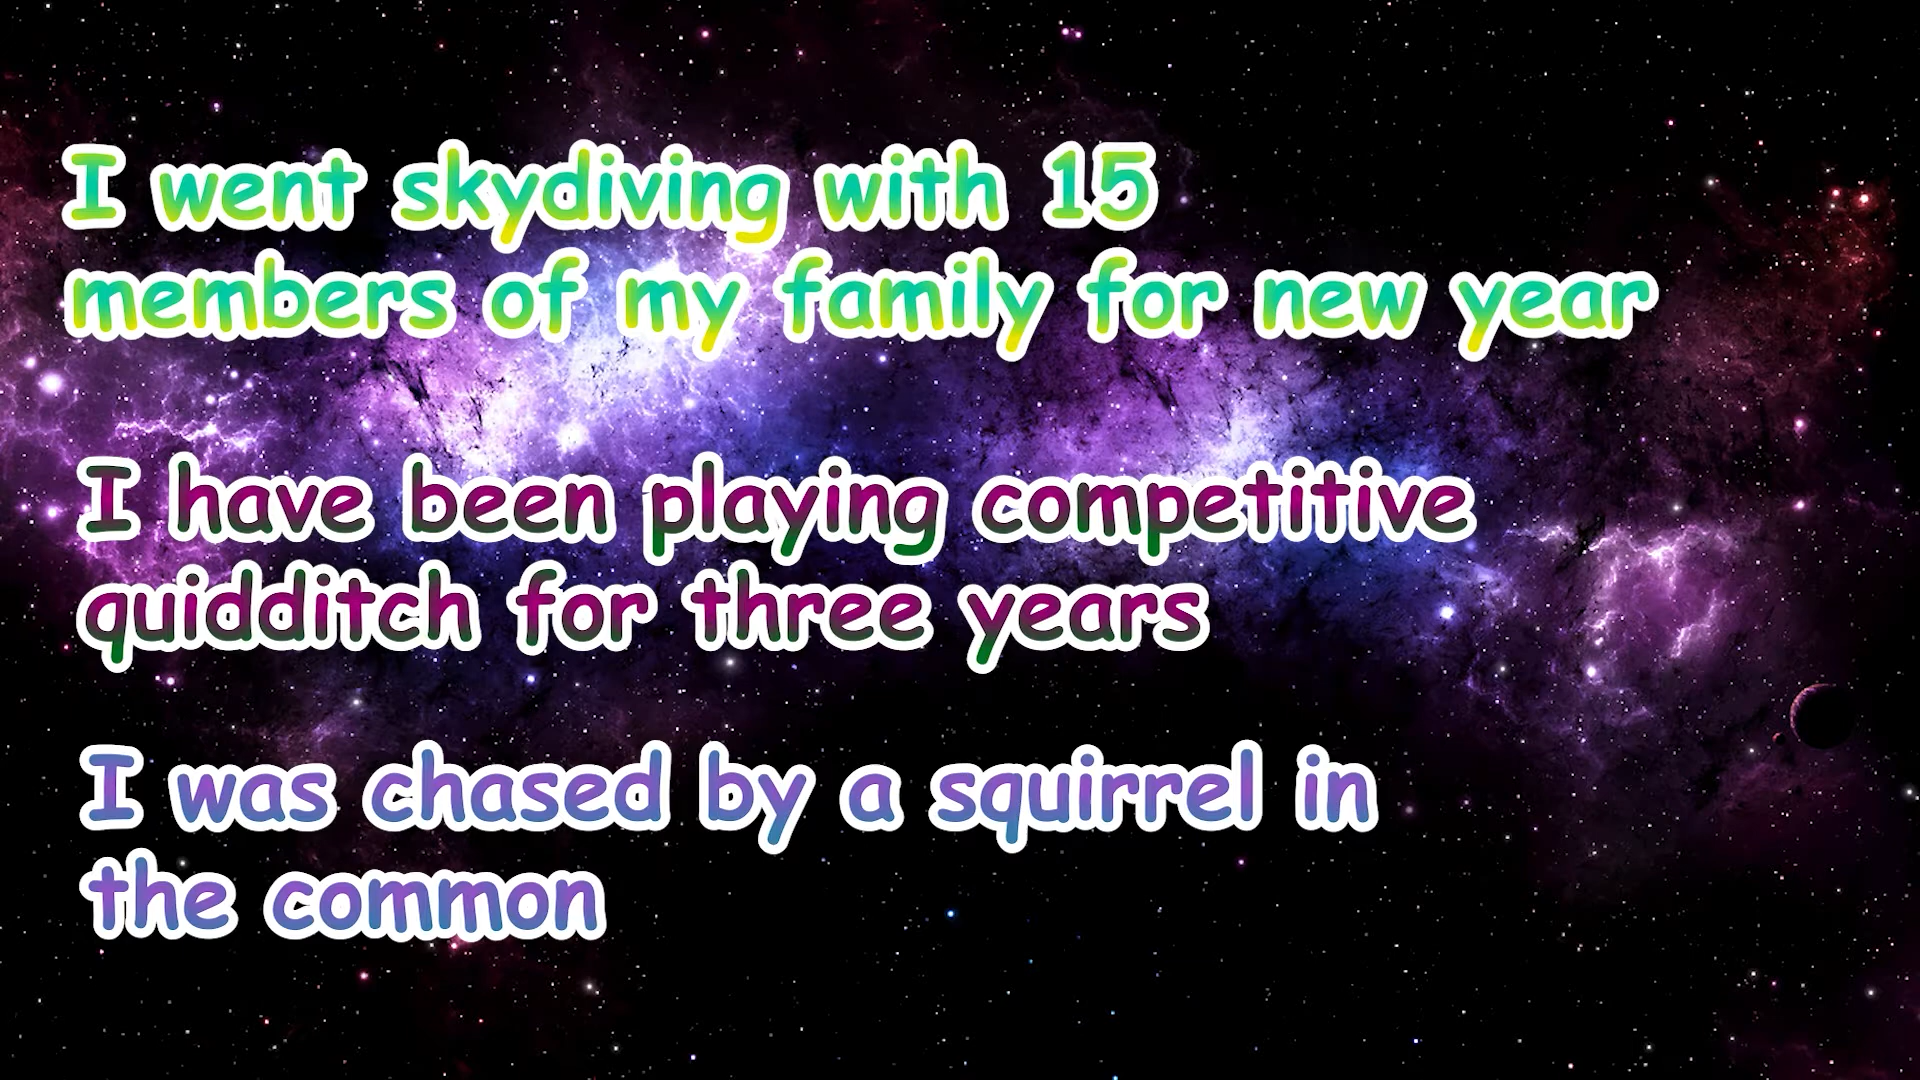 I went skydiving with 15
members of my family for new year
I have been playing competitive
quidditch for three years
I was chased by a squirrel in
the common